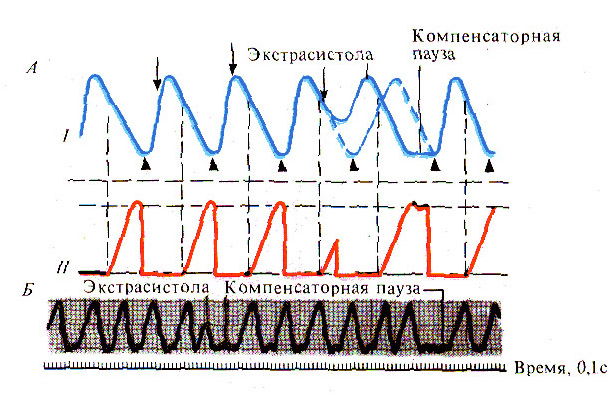 А
Экстрасистола
Компенсаторная
пауза
I
II
Б
Экстрасистола Компенсаторная пауза
Время, 0,1с